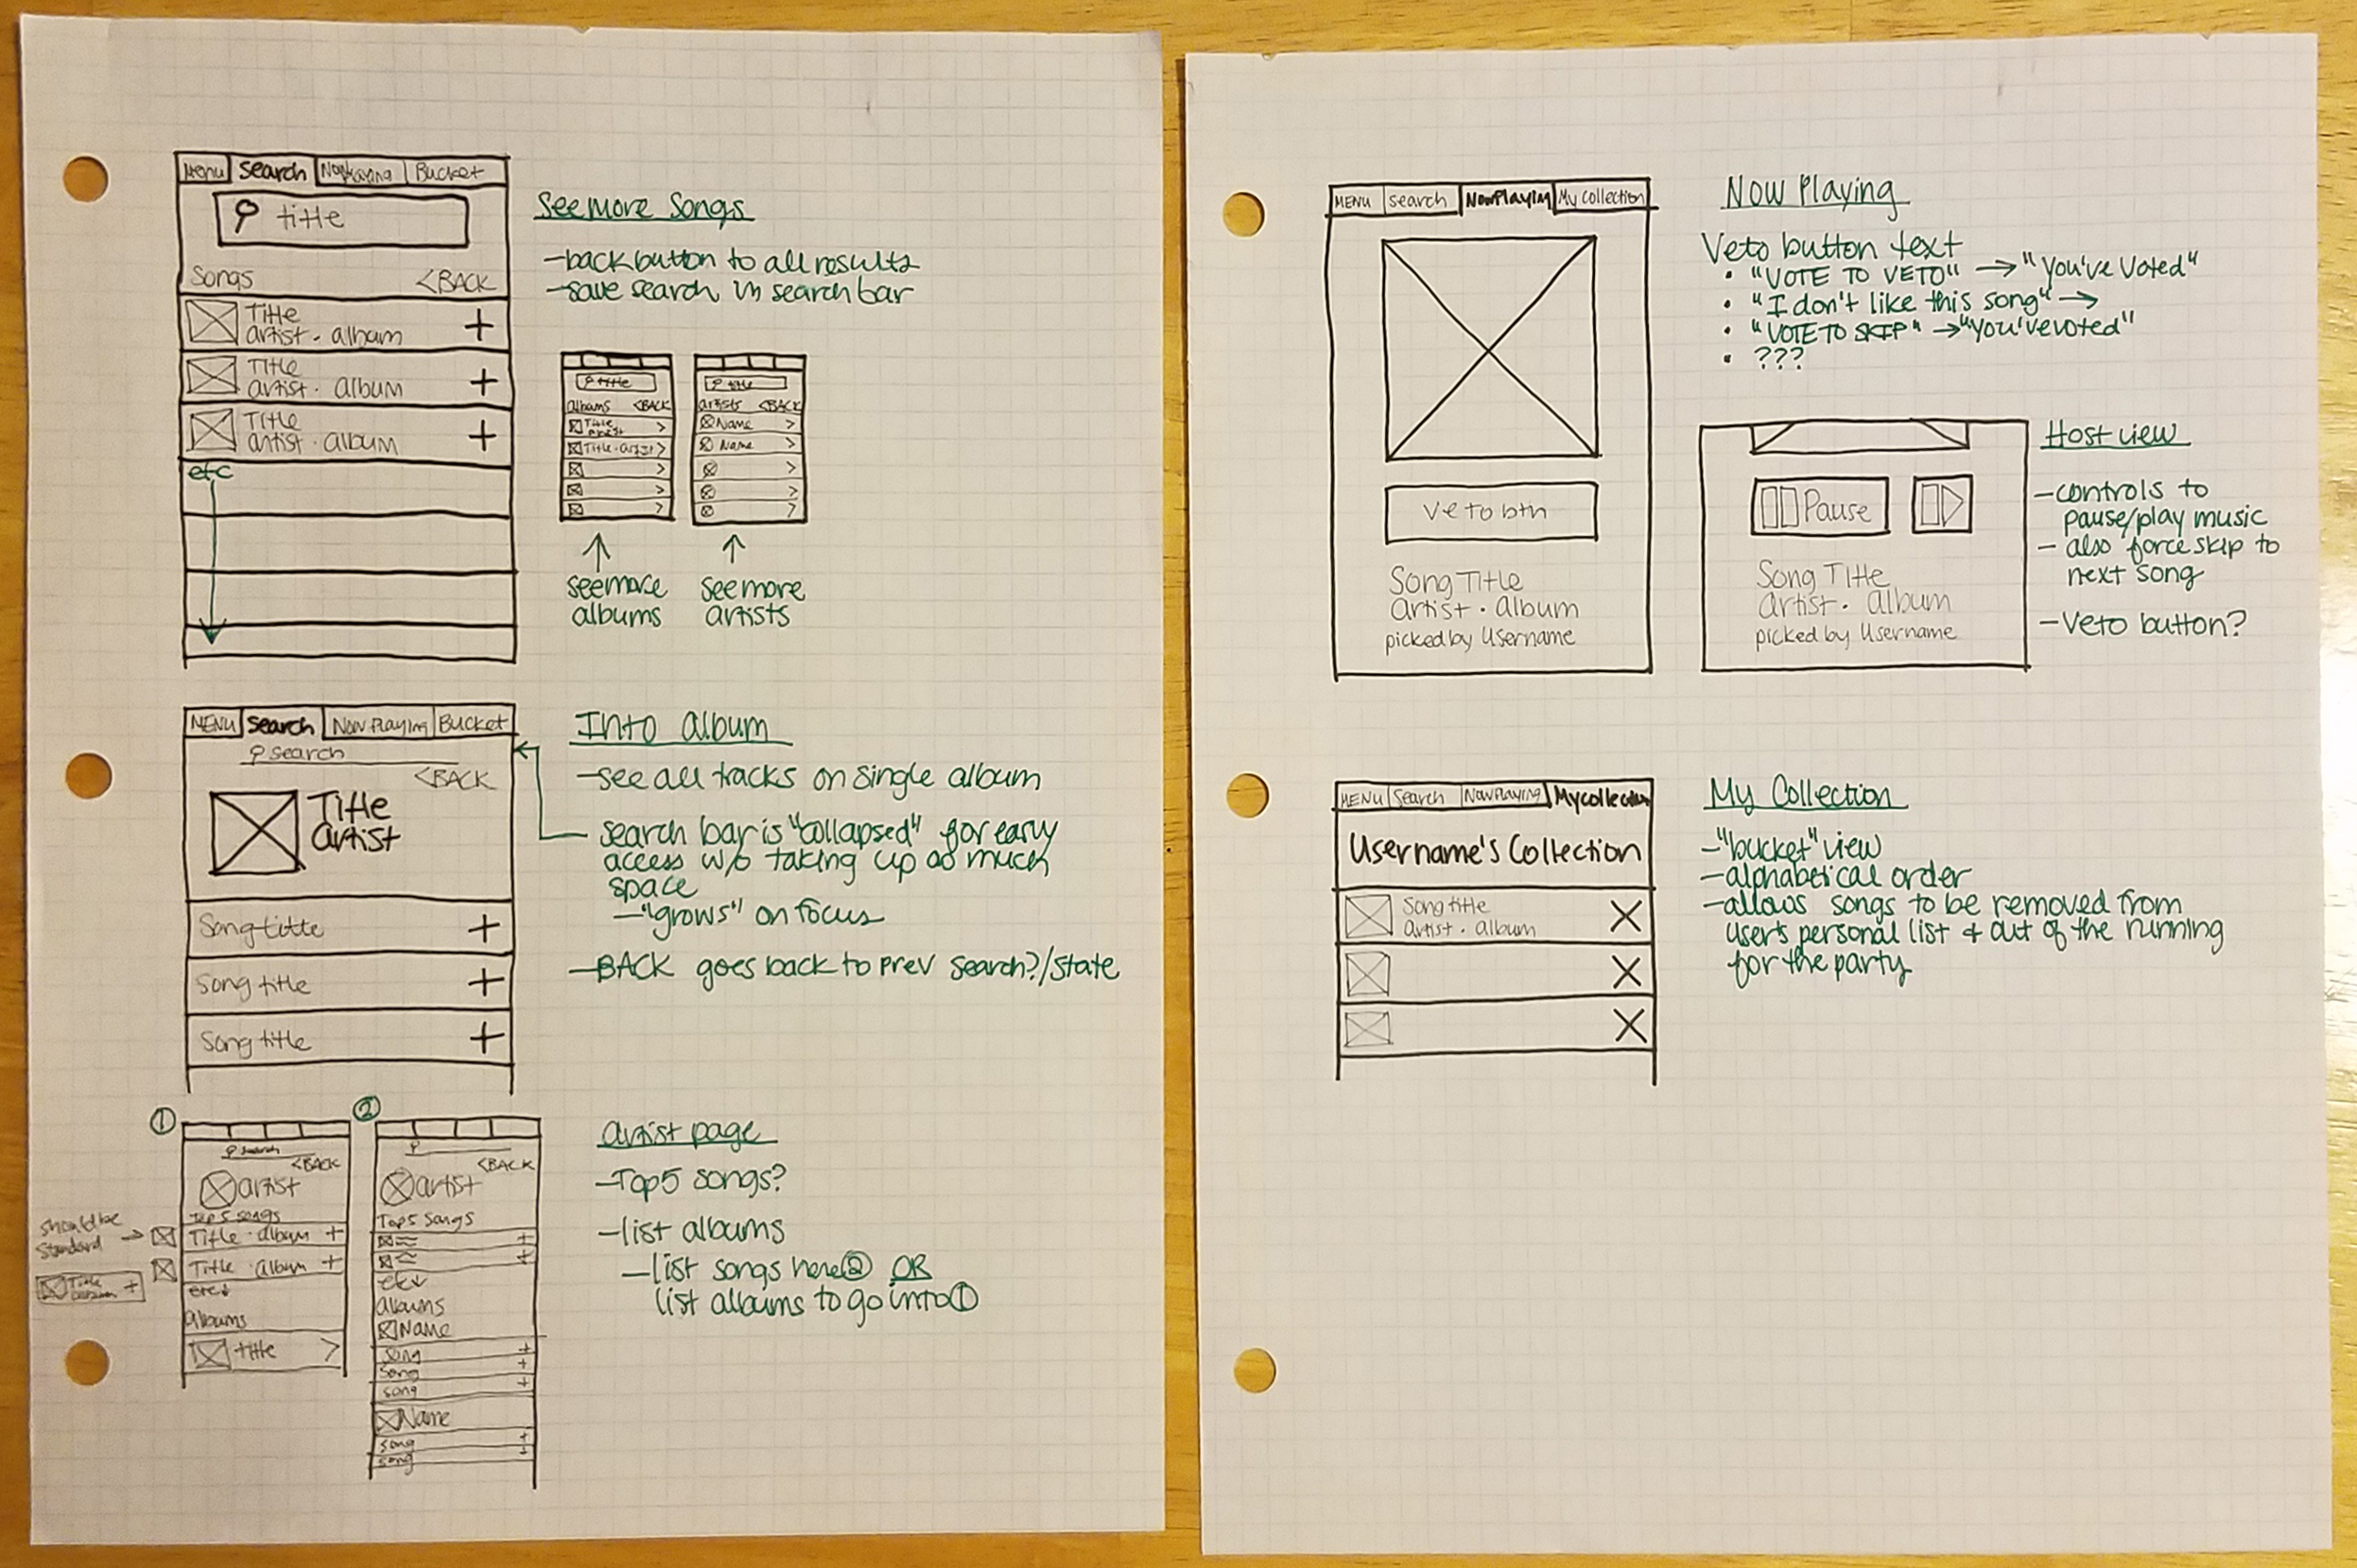 Menu Search Now Playing Bucket
title
Songs <BACK
Title
artist · album +
Title
artist · album +
Title
artist · album +
etc
See more Songs
-back button to all results
-save search in search bar
title
albums <BACK
Title
artist >
Title · artist >
>
>
>
title
artists <BACK
Name >
Name >
>
>
>
see more
albums
see more
artists
MENU Search Now Playing Bucket
search
<BACK
Title
artist
Song title +
Song title +
Song title +
Into album
-see all tracks on single album
- search bar is "collapsed" for early
access w/o taking up as much
space
-"grows" on focus
-BACK goes back to prev search?/state
①
search
<BACK
artist
Top 5 songs
Title · album +
Title · album +
etc↓
albums
title >
should be
standard →
Title
album +
②
<BACK
artist
Top 5 Songs
+
+
etc↓
albums
Name
song +
song +
song +
Name
song +
song +
artist page
-Top 5 songs?
-list albums
-list songs here② OR
list albums to go into①
MENU Search Now Playing My Collection
veto btn
Song Title
artist · album
picked by Username
Now Playing
Veto button text
• "VOTE TO VETO" → "You've Voted"
• "I don't like this song" →
• "VOTE TO SKIP" → "You've voted"
• ???
Pause
Song Title
artist · album
picked by Username
Host view
-controls to
pause/play music
- also force skip to
next song
-Veto button?
MENU Search Now Playing My Collection
Username's Collection
Song title
artist · album X
X
X
My Collection
-"bucket" view
-alphabetical order
-allows songs to be removed from
user's personal list + out of the running
for the party